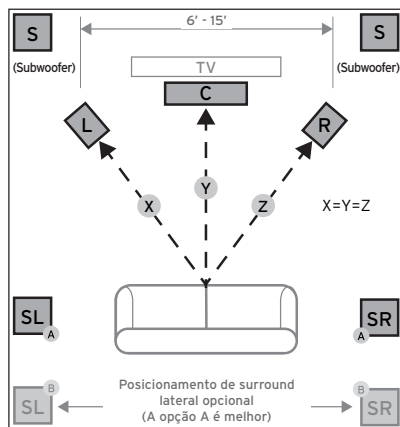 S
6' - 15'
S
(Subwoofer)
TV
(Subwoofer)
C
L
R
X
Y
Z
X=Y=Z
SL
A
SR
A
B
SL
Posicionamento de surround
lateral opcional
(A opção A é melhor)
B
SR